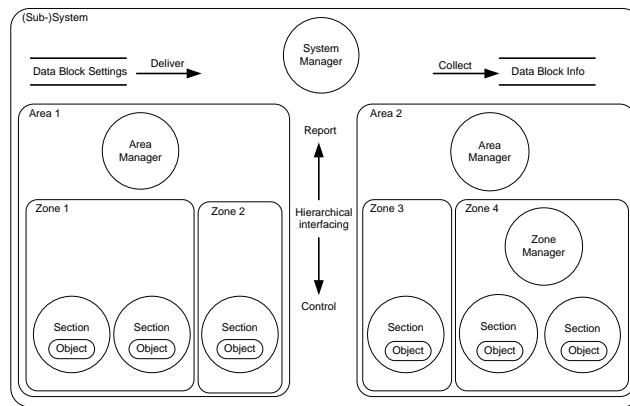 (Sub-)System
System
Manager
Data Block Settings
Deliver
Collect
Data Block Info
Area 1
Area
Manager
Report
Area 2
Area
Manager
Zone 1
Zone 2
Hierarchical
interfacing
Zone 3
Zone 4
Zone
Manager
Control
Section
Object
Section
Object
Section
Object
Section
Object
Section
Object
Section
Object